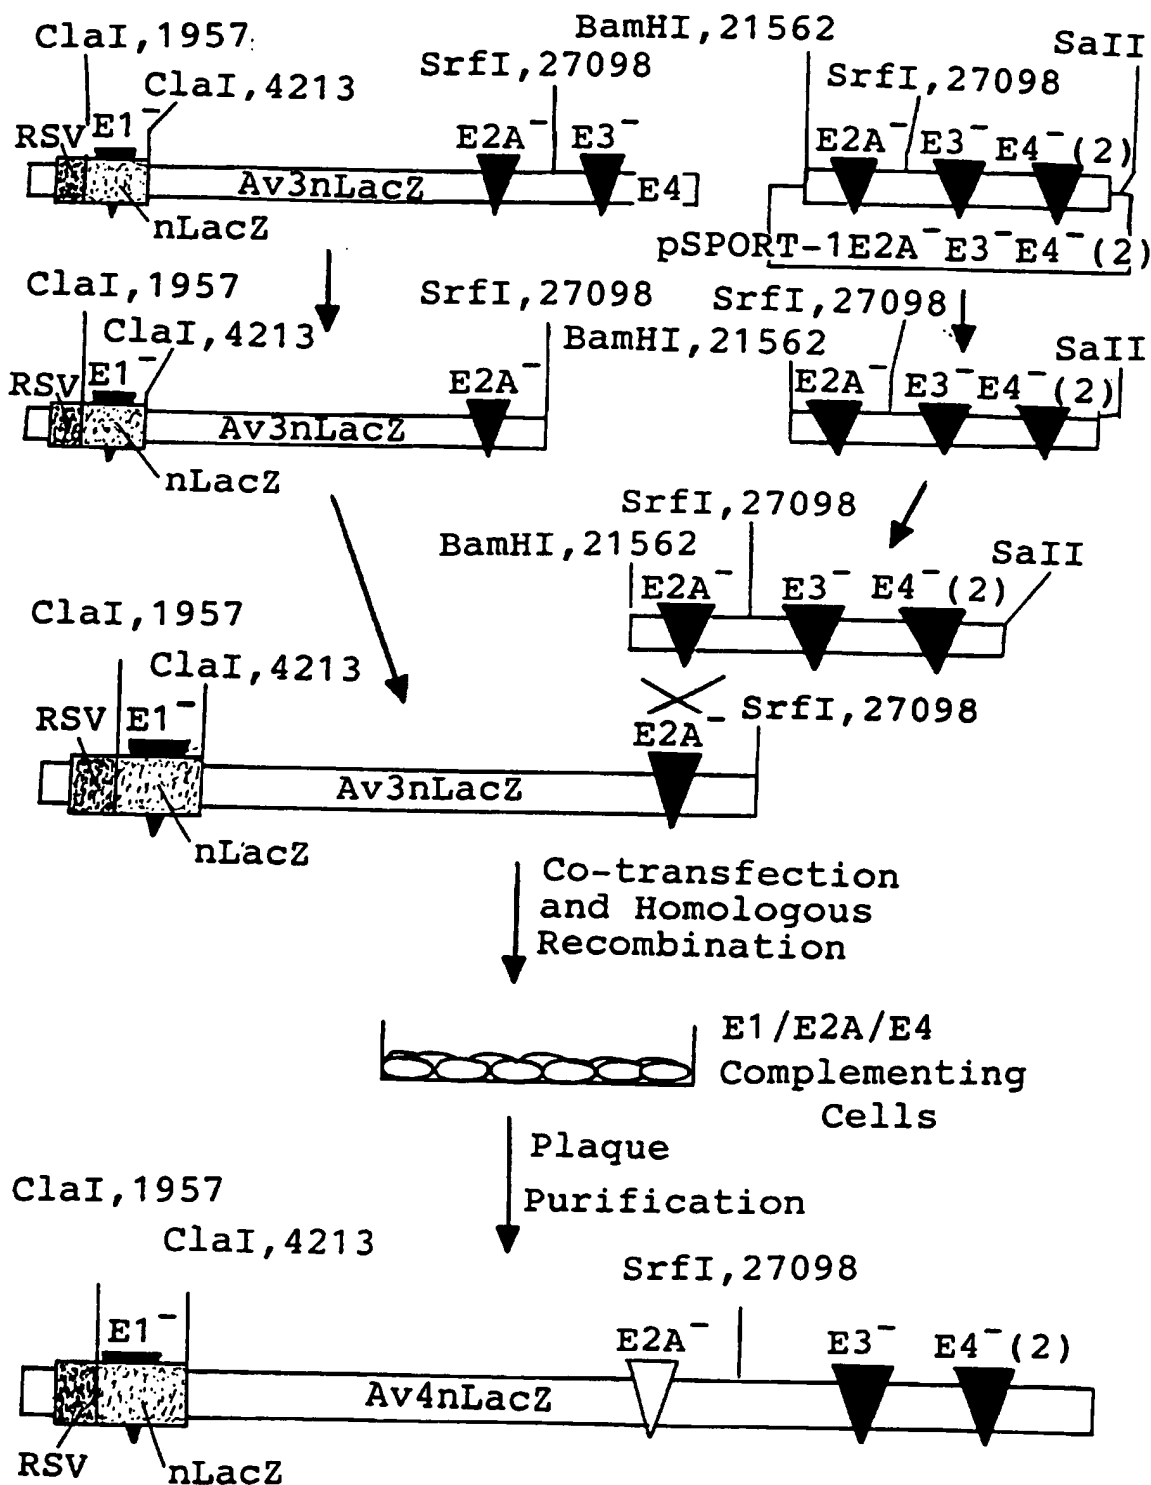 BamHI,21562
ClaI,1957
SaII
SrfI,27098
SrfI,27098
ClaI,4213
RSV
E1⁻
E2A⁻
E3⁻
E2A⁻
E3⁻
E4⁻(2)
Av3nLacZ
E4
nLacZ
pSPORT-1E2A⁻E3⁻E4⁻(2)
ClaI,1957
SrfI,27098
SrfI,27098
ClaI,4213
BamHI,21562
SaII
RSV
E1⁻
E2A⁻
E2A⁻
E3⁻
E4⁻(2)
Av3nLacZ
nLacZ
SrfI,27098
BamHI,21562
SaII
E2A⁻
E3⁻
E4⁻(2)
ClaI,1957
ClaI,4213
RSV
E1⁻
SrfI,27098
E2A⁻
Av3nLacZ
nLacZ
Co-transfection
and Homologous
Recombination
E1/E2A/E4
Complementing
Cells
Plaque
Purification
ClaI,1957
ClaI,4213
SrfI,27098
E1⁻
E2A⁻
E3⁻
E4⁻(2)
Av4nLacZ
RSV
nLacZ